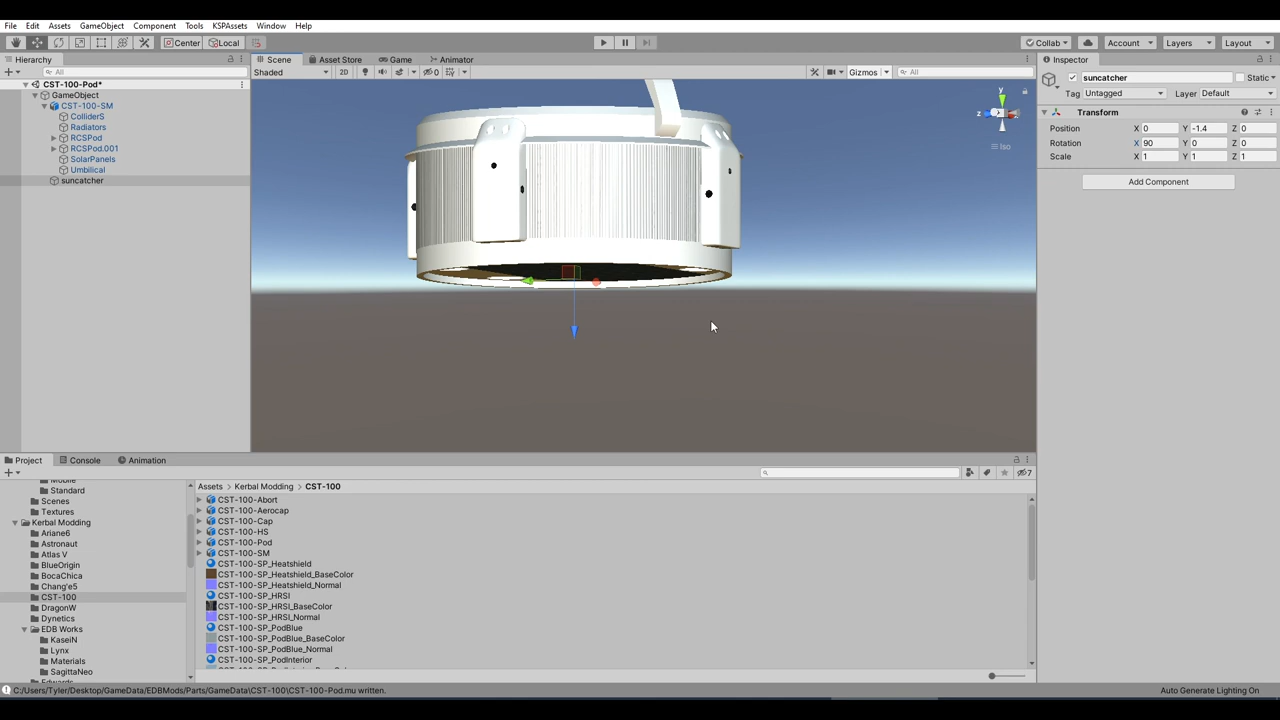 File Edit Assets GameObject Component Tools KSPAssets Window Help
Center Local Collab Account Layers Layout
Hierarchy Scene Asset Store Game Animator Inspector
All Shaded 2D 0 Gizmos All
suncatcher Static
Tag Untagged Layer Default
Transform
Position X 0 Y -1.4 Z 0
Rotation X 90 Y 0 Z 0
Scale X 1 Y 1 Z 1
Add Component
CST-100-Pod*
GameObject
CST-100-SM
ColliderS
Radiators
RCSPod
RCSPod.001
SolarPanels
Umbilical
suncatcher
y
z
Iso
Project Console Animation
7
Mobile
Standard
Scenes
Textures
Kerbal Modding
Ariane6
Astronaut
Atlas V
BlueOrigin
BocaChica
Chang'e5
CST-100
DragonW
Dynetics
EDB Works
KaseiN
Lynx
Materials
SagittaNeo
Assets > Kerbal Modding > CST-100
CST-100-Abort
CST-100-Aerocap
CST-100-Cap
CST-100-HS
CST-100-Pod
CST-100-SM
CST-100-SP_Heatshield
CST-100-SP_Heatshield_BaseColor
CST-100-SP_Heatshield_Normal
CST-100-SP_HRSI
CST-100-SP_HRSI_BaseColor
CST-100-SP_HRSI_Normal
CST-100-SP_PodBlue
CST-100-SP_PodBlue_BaseColor
CST-100-SP_PodBlue_Normal
CST-100-SP_PodInterior
C:/Users/Tyler/Desktop/GameData/EDBMods/Parts/GameData\CST-100\CST-100-Pod.mu written.
Auto Generate Lighting On